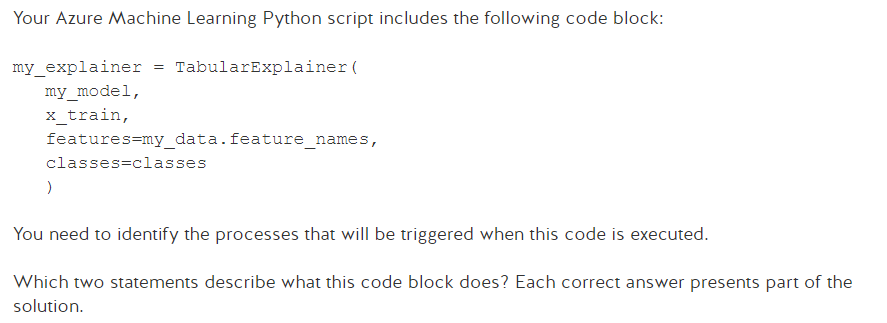 Your Azure Machine Learning Python script includes the following code block:
my_explainer = TabularExplainer(
my_model,
x_train,
features=my_data.feature_names,
classes=classes
)
You need to identify the processes that will be triggered when this code is executed.
Which two statements describe what this code block does? Each correct answer presents part of the
solution.